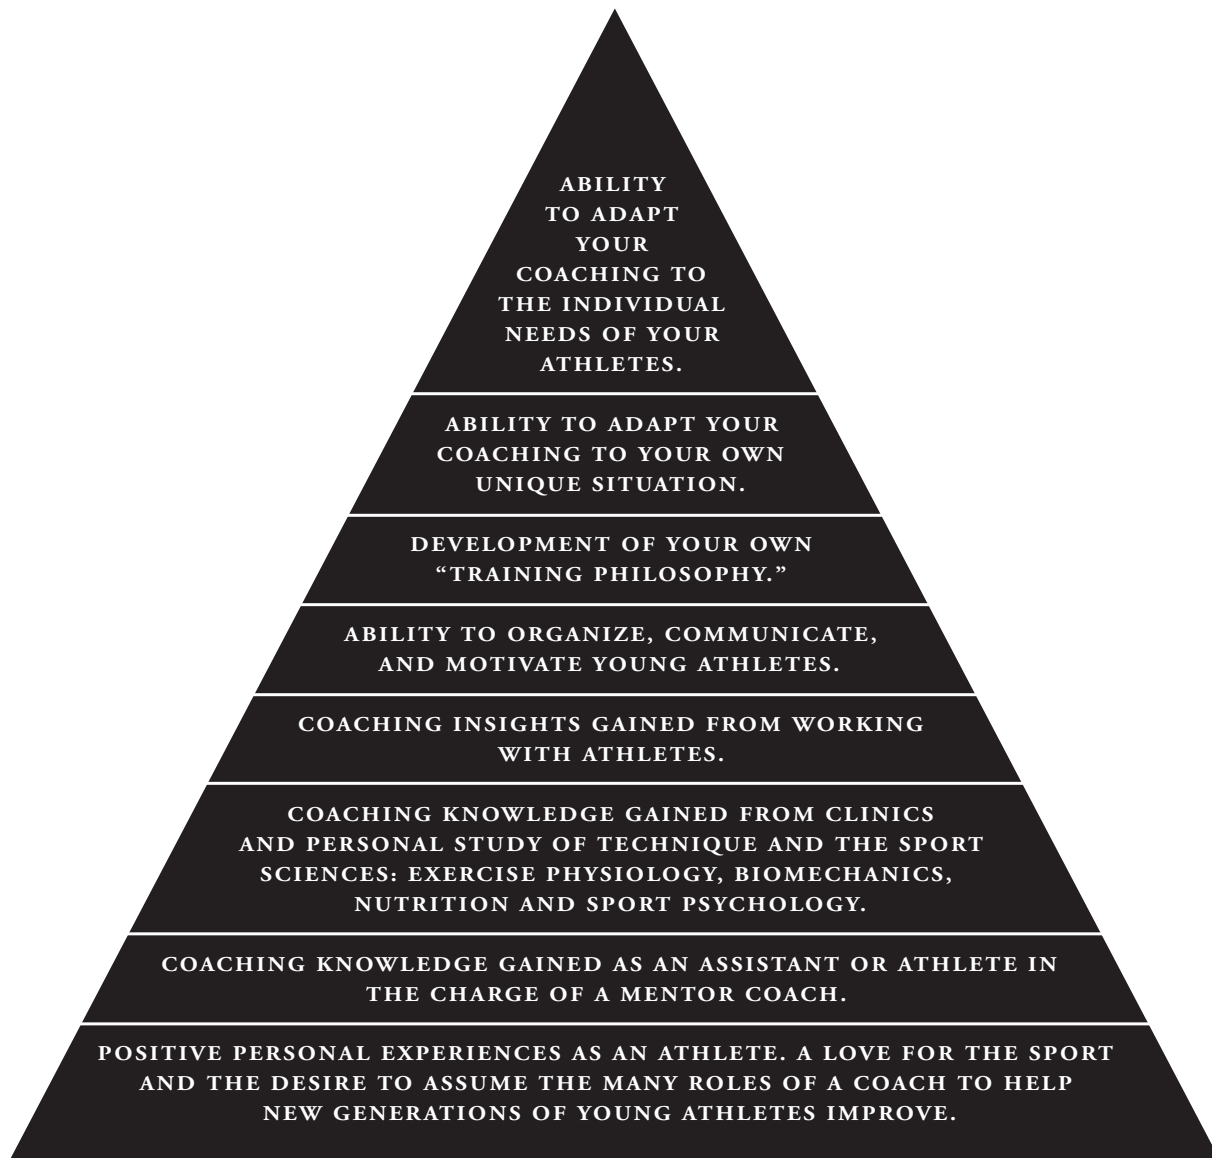 ABILITY
TO ADAPT
YOUR
COACHING TO
THE INDIVIDUAL
NEEDS OF YOUR
ATHLETES.
ABILITY TO ADAPT YOUR
COACHING TO YOUR OWN
UNIQUE SITUATION.
DEVELOPMENT OF YOUR OWN
“TRAINING PHILOSOPHY.”
ABILITY TO ORGANIZE, COMMUNICATE,
AND MOTIVATE YOUNG ATHLETES.
COACHING INSIGHTS GAINED FROM WORKING
WITH ATHLETES.
COACHING KNOWLEDGE GAINED FROM CLINICS
AND PERSONAL STUDY OF TECHNIQUE AND THE SPORT
SCIENCES: EXERCISE PHYSIOLOGY, BIOMECHANICS,
NUTRITION AND SPORT PSYCHOLOGY.
COACHING KNOWLEDGE GAINED AS AN ASSISTANT OR ATHLETE IN
THE CHARGE OF A MENTOR COACH.
POSITIVE PERSONAL EXPERIENCES AS AN ATHLETE. A LOVE FOR THE SPORT
AND THE DESIRE TO ASSUME THE MANY ROLES OF A COACH TO HELP
NEW GENERATIONS OF YOUNG ATHLETES IMPROVE.